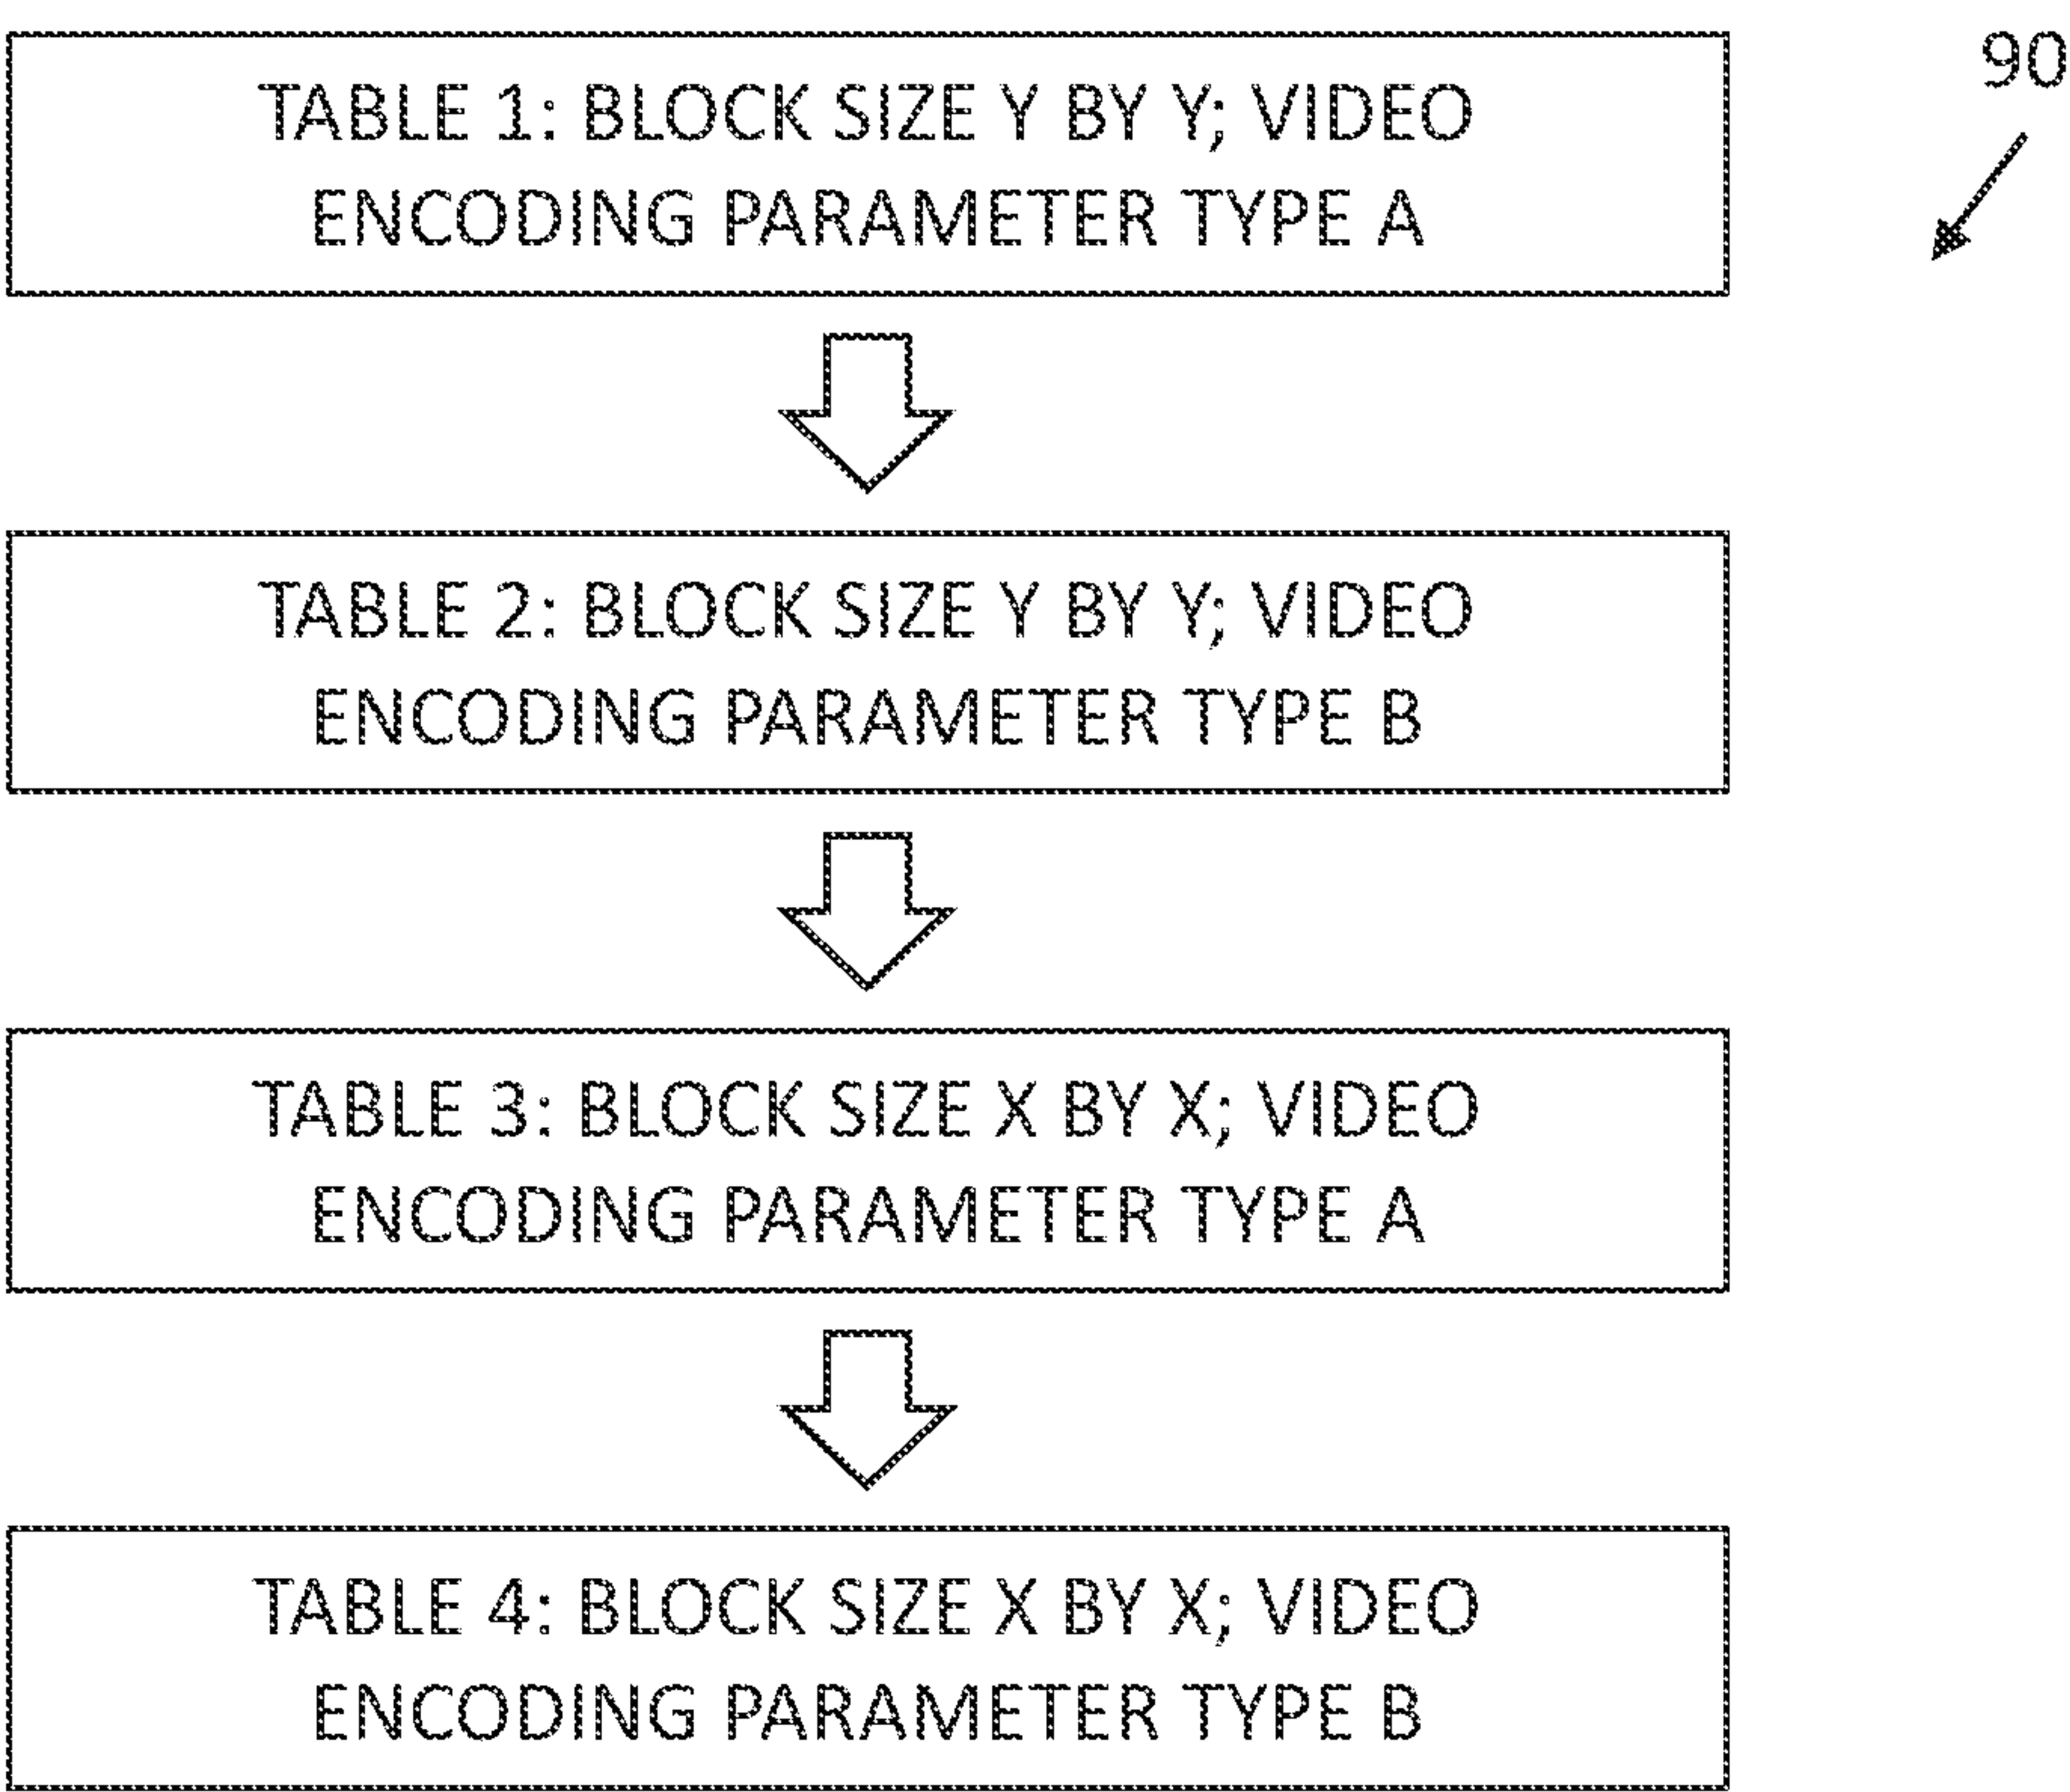 90
TABLE 1: BLOCK SIZE Y BY Y; VIDEO
ENCODING PARAMETER TYPE A
TABLE 2: BLOCK SIZE Y BY Y; VIDEO
ENCODING PARAMETER TYPE B
TABLE 3: BLOCK SIZE X BY X; VIDEO
ENCODING PARAMETER TYPE A
TABLE 4: BLOCK SIZE X BY X; VIDEO
ENCODING PARAMETER TYPE B